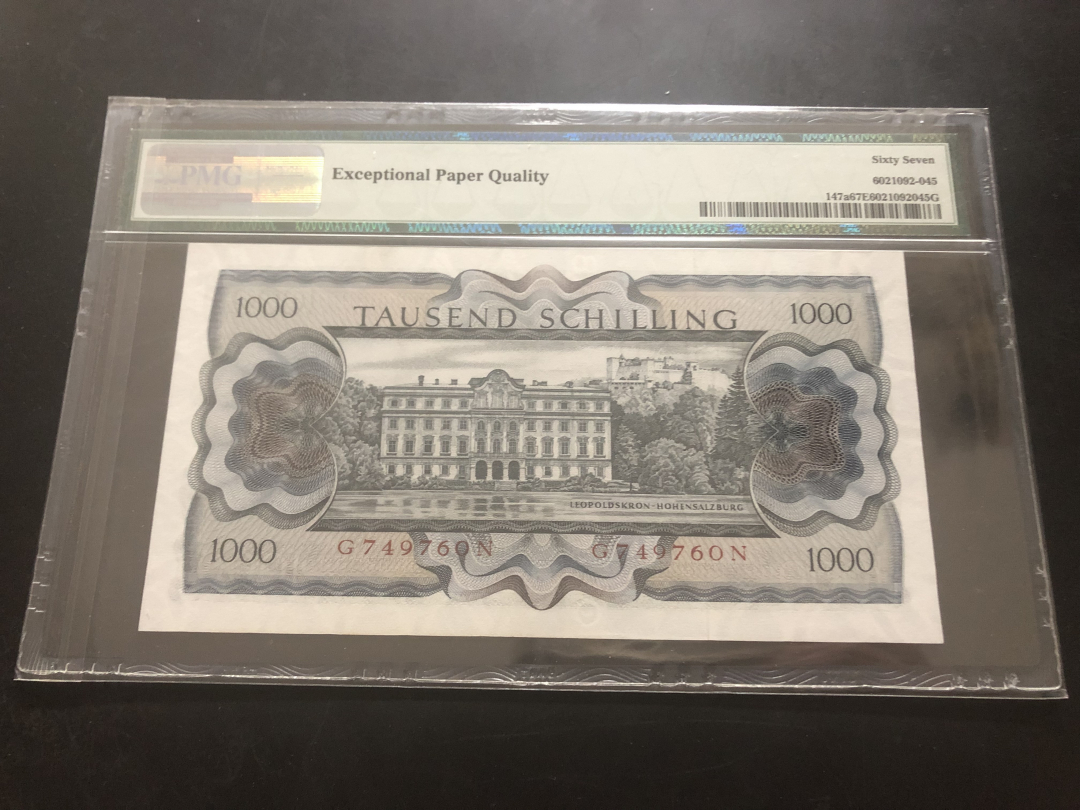 PMG
Exceptional Paper Quality
Sixty Seven
6021092-045
147a67E6021092045G
1000
TAUSEND SCHILLING
1000
LEOPOLDSKRON-HOHENSALZBURG
1000
G749760N
G749760N
1000